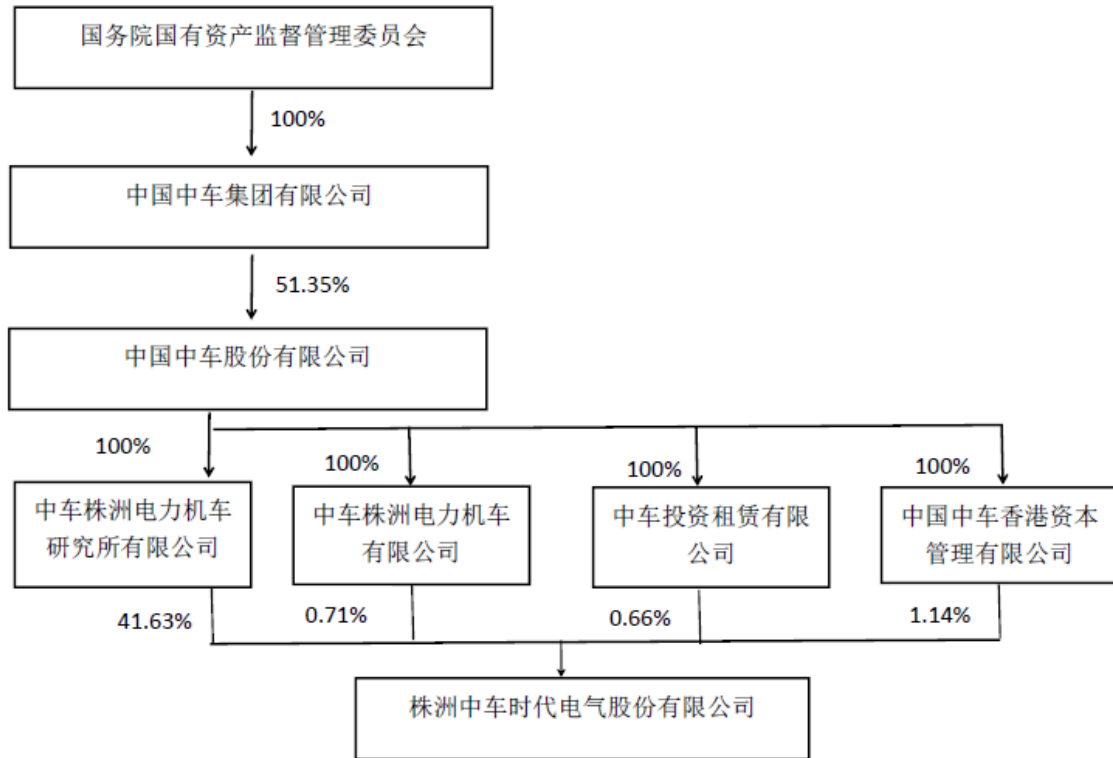 国务院国有资产监督管理委员会
100%
中国中车集团有限公司
51.35%
中国中车股份有限公司
100%
100%
100%
100%
中车株洲电力机车
研究所有限公司
中车株洲电力机车
有限公司
中车投资租赁有限
公司
中国中车香港资本
管理有限公司
41.63%
0.71%
0.66%
1.14%
株洲中车时代电气股份有限公司